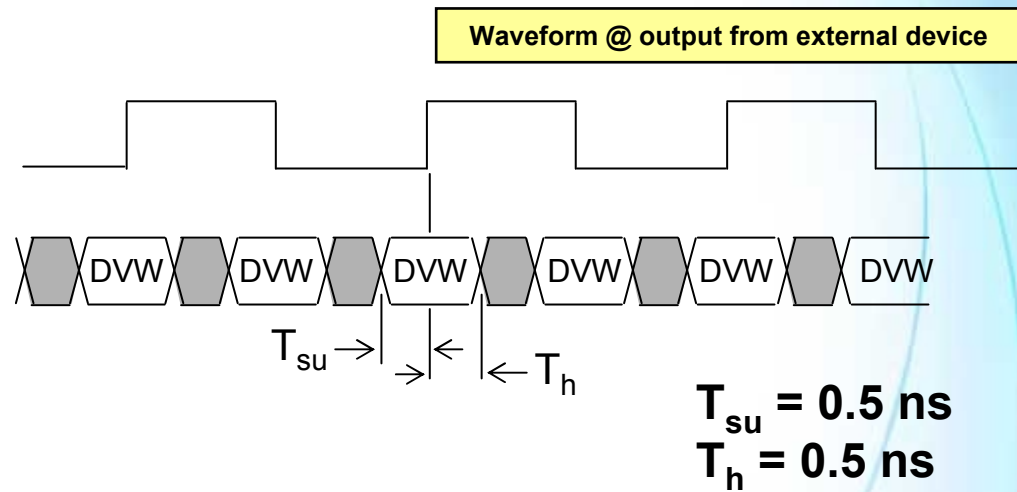 Waveform @ output from external device
DVW DVW DVW DVW DVW DVW
Tsu
Th
Tsu = 0.5 ns
Th = 0.5 ns